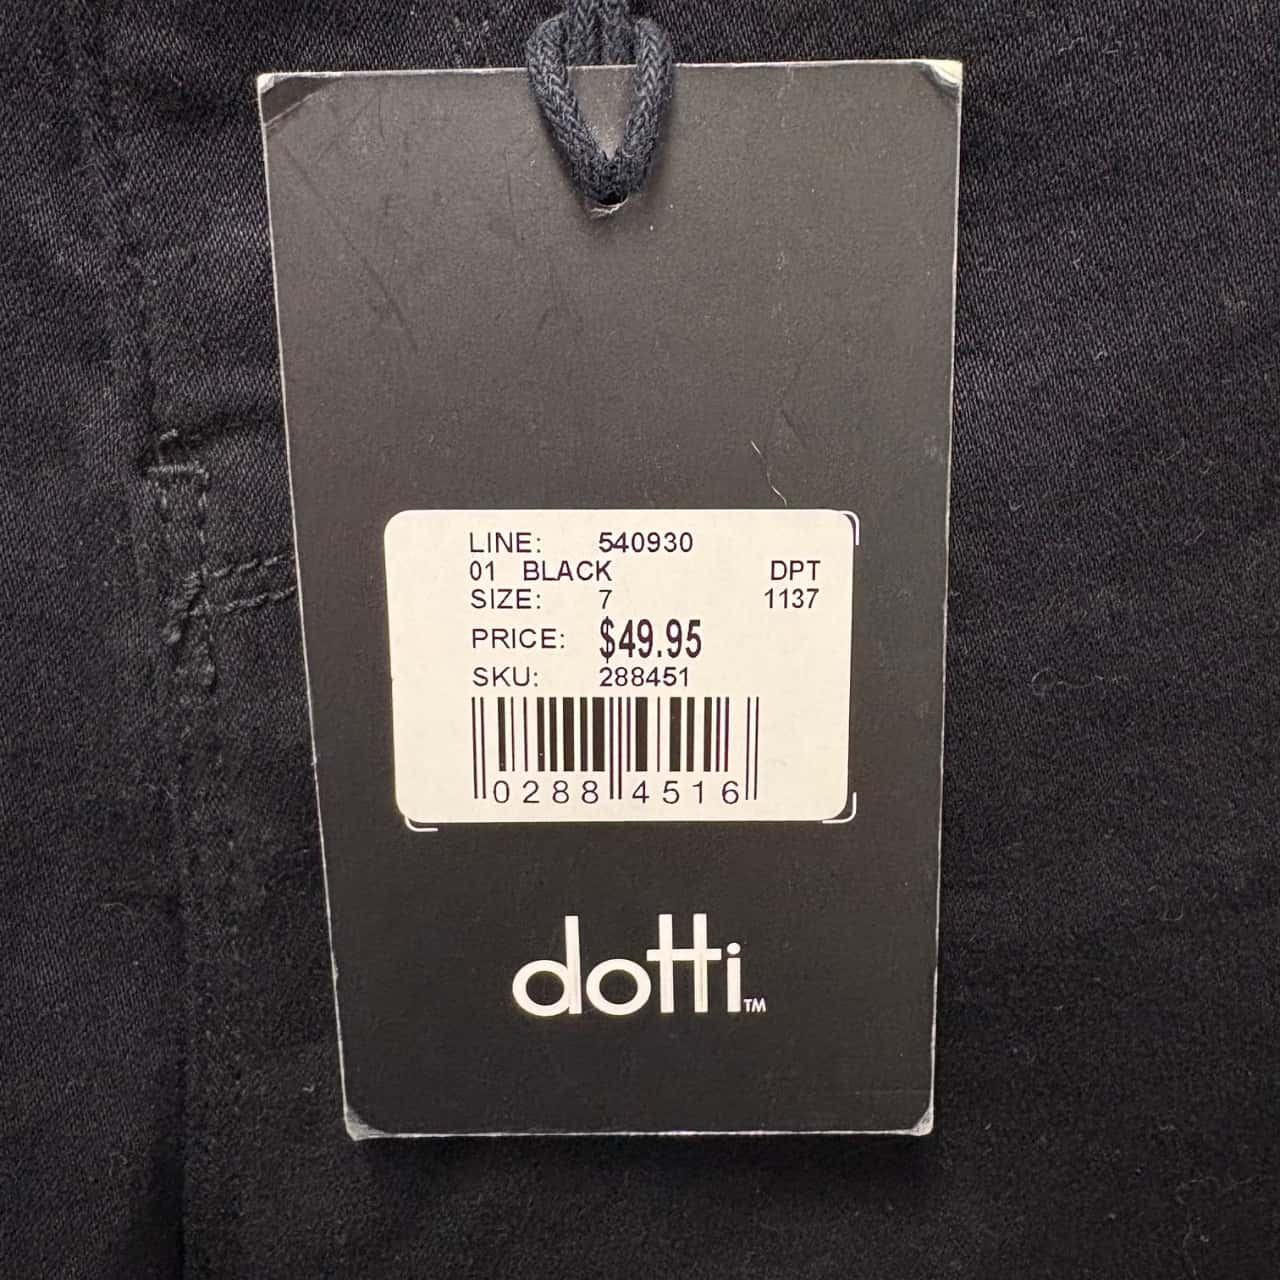 LINE: 540930
01 BLACK DPT
SIZE: 7 1137
PRICE: $49.95
SKU: 288451
0288 4516
dotti™